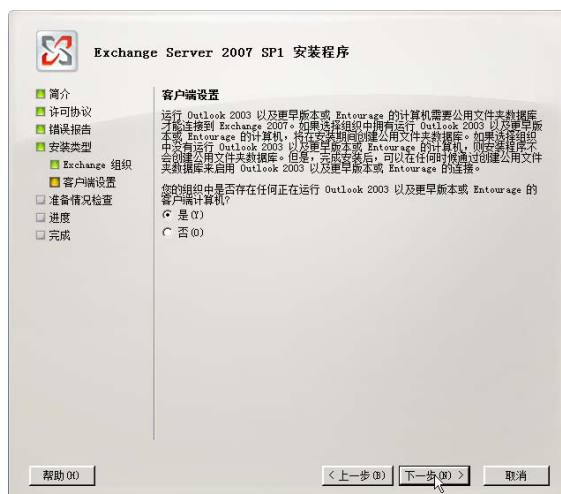 Exchange Server 2007 SP1 安装程序
简介
许可协议
错误报告
安装类型
Exchange 组织
客户端设置
准备情况检查
进度
完成
客户端设置
运行 Outlook 2003 以及更早版本或 Entourage 的计算机需要公用文件夹数据库
才能连接到 Exchange 2007。如果选择组织中拥有运行 Outlook 2003 以及更早版
本或 Entourage 的计算机，将在安装期间创建公用文件夹数据库。如果选择组织
中没有运行 Outlook 2003 以及更早版本或 Entourage 的计算机，则安装程序不
会创建公用文件夹数据库。但是，完成安装后，可以在任何时候通过创建公用文件
夹数据库来启用 Outlook 2003 以及更早版本或 Entourage 的连接。
您的组织中是否存在任何正在运行 Outlook 2003 以及更早版本或 Entourage 的
客户端计算机?
是(Y)
否(O)
帮助(H)
< 上一步(B)
下一步(N) >
取消